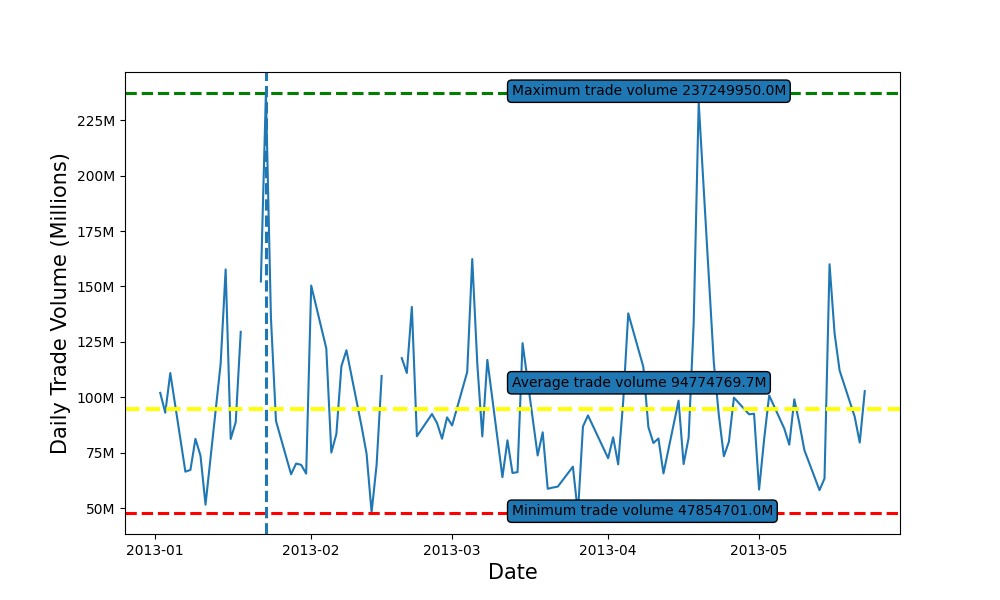 Daily Trade Volume (Millions)
225M
200M
175M
150M
125M
100M
75M
50M
Maximum trade volume 237249950.0M
Average trade volume 94774769.7M
Minimum trade volume 47854701.0M
2013-01
2013-02
2013-03
2013-04
2013-05
Date